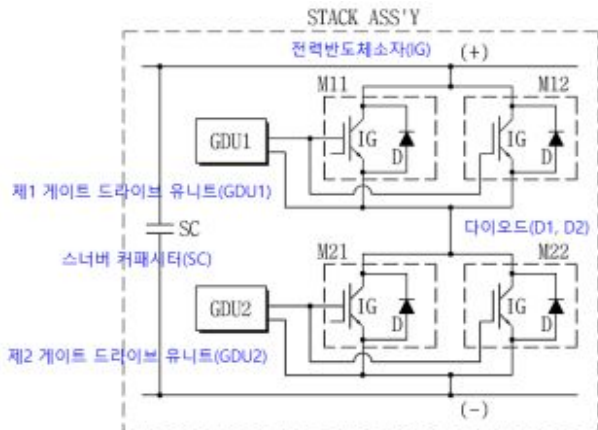 STACK ASS'Y
전력반도체소자(IG)
(+)
M11
M12
GDU1
IG
D
IG
D
제1 게이트 드라이브 유니트(GDU1)
SC
다이오드(D1, D2)
스너버 커패시터(SC)
M21
M22
GDU2
IG
D
IG
D
제2 게이트 드라이브 유니트(GDU2)
(-)